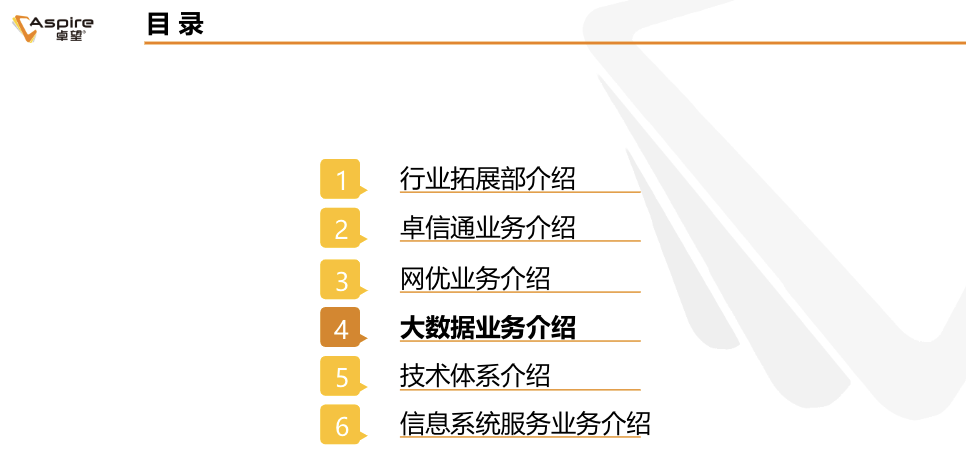 Aspire
卓望®
目 录
1 行业拓展部介绍
2 卓信通业务介绍
3 网优业务介绍
4 大数据业务介绍
5 技术体系介绍
6 信息系统服务业务介绍